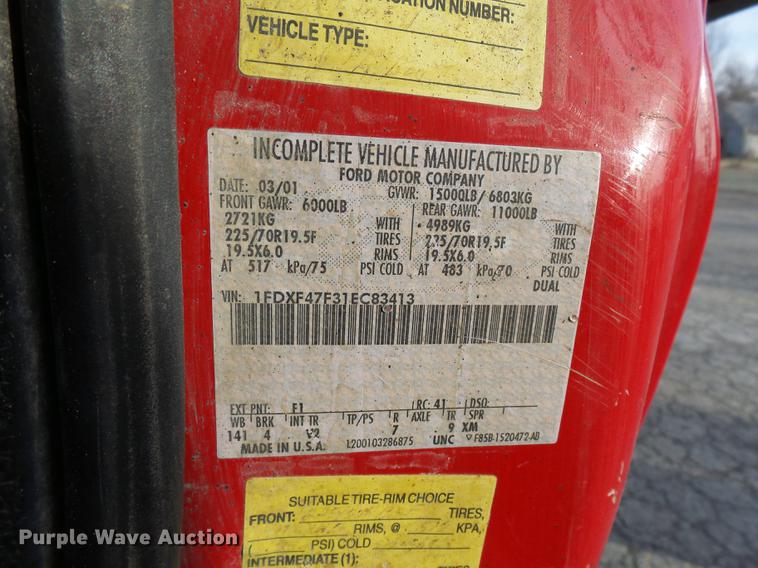 CATION NUMBER:
VEHICLE TYPE:
INCOMPLETE VEHICLE MANUFACTURED BY
FORD MOTOR COMPANY
DATE: 03/01 GVWR: 15000LB/ 6803KG
FRONT GAWR: 6000LB REAR GAWR: 11000LB
2721KG WITH 4989KG WITH
225/70R19.5F TIRES 225/70R19.5F TIRES
19.5X6.0 RIMS 19.5X6.0 RIMS
AT 517 kPa/75 PSI COLD AT 483 kPa/70 PSI COLD
DUAL
VIN: 1FDXF47F31EC83413
EXT PNT: F1 RC: 41 DSO:
WB BRK INT TR TP/PS R AXLE TR SPR
141 4 V2 7 9 XM
MADE IN U.S.A. L200103286875 UNC F85B-1520472-AB
SUITABLE TIRE-RIM CHOICE
FRONT: TIRES,
RIMS, @ KPA,
( PSI) COLD
INTERMEDIATE (1):
TIRES
Purple Wave Auction